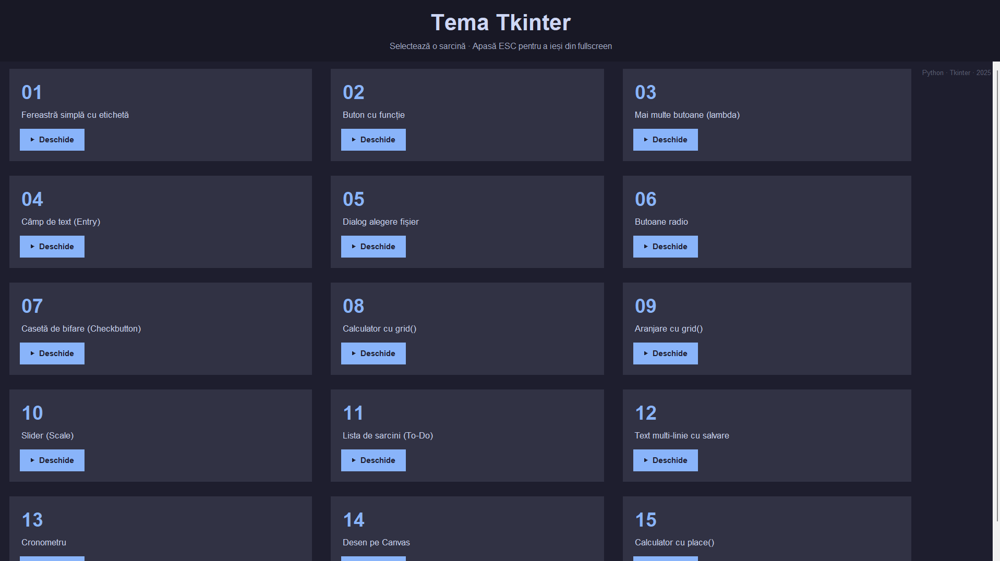 Tema Tkinter
Selectează o sarcină · Apasă ESC pentru a ieși din fullscreen
Python · Tkinter · 2025
01
Fereastră simplă cu etichetă
► Deschide
02
Buton cu funcție
► Deschide
03
Mai multe butoane (lambda)
► Deschide
04
Câmp de text (Entry)
► Deschide
05
Dialog alegere fișier
► Deschide
06
Butoane radio
► Deschide
07
Casetă de bifare (Checkbutton)
► Deschide
08
Calculator cu grid()
► Deschide
09
Aranjare cu grid()
► Deschide
10
Slider (Scale)
► Deschide
11
Lista de sarcini (To-Do)
► Deschide
12
Text multi-linie cu salvare
► Deschide
13
Cronometru
14
Desen pe Canvas
15
Calculator cu place()